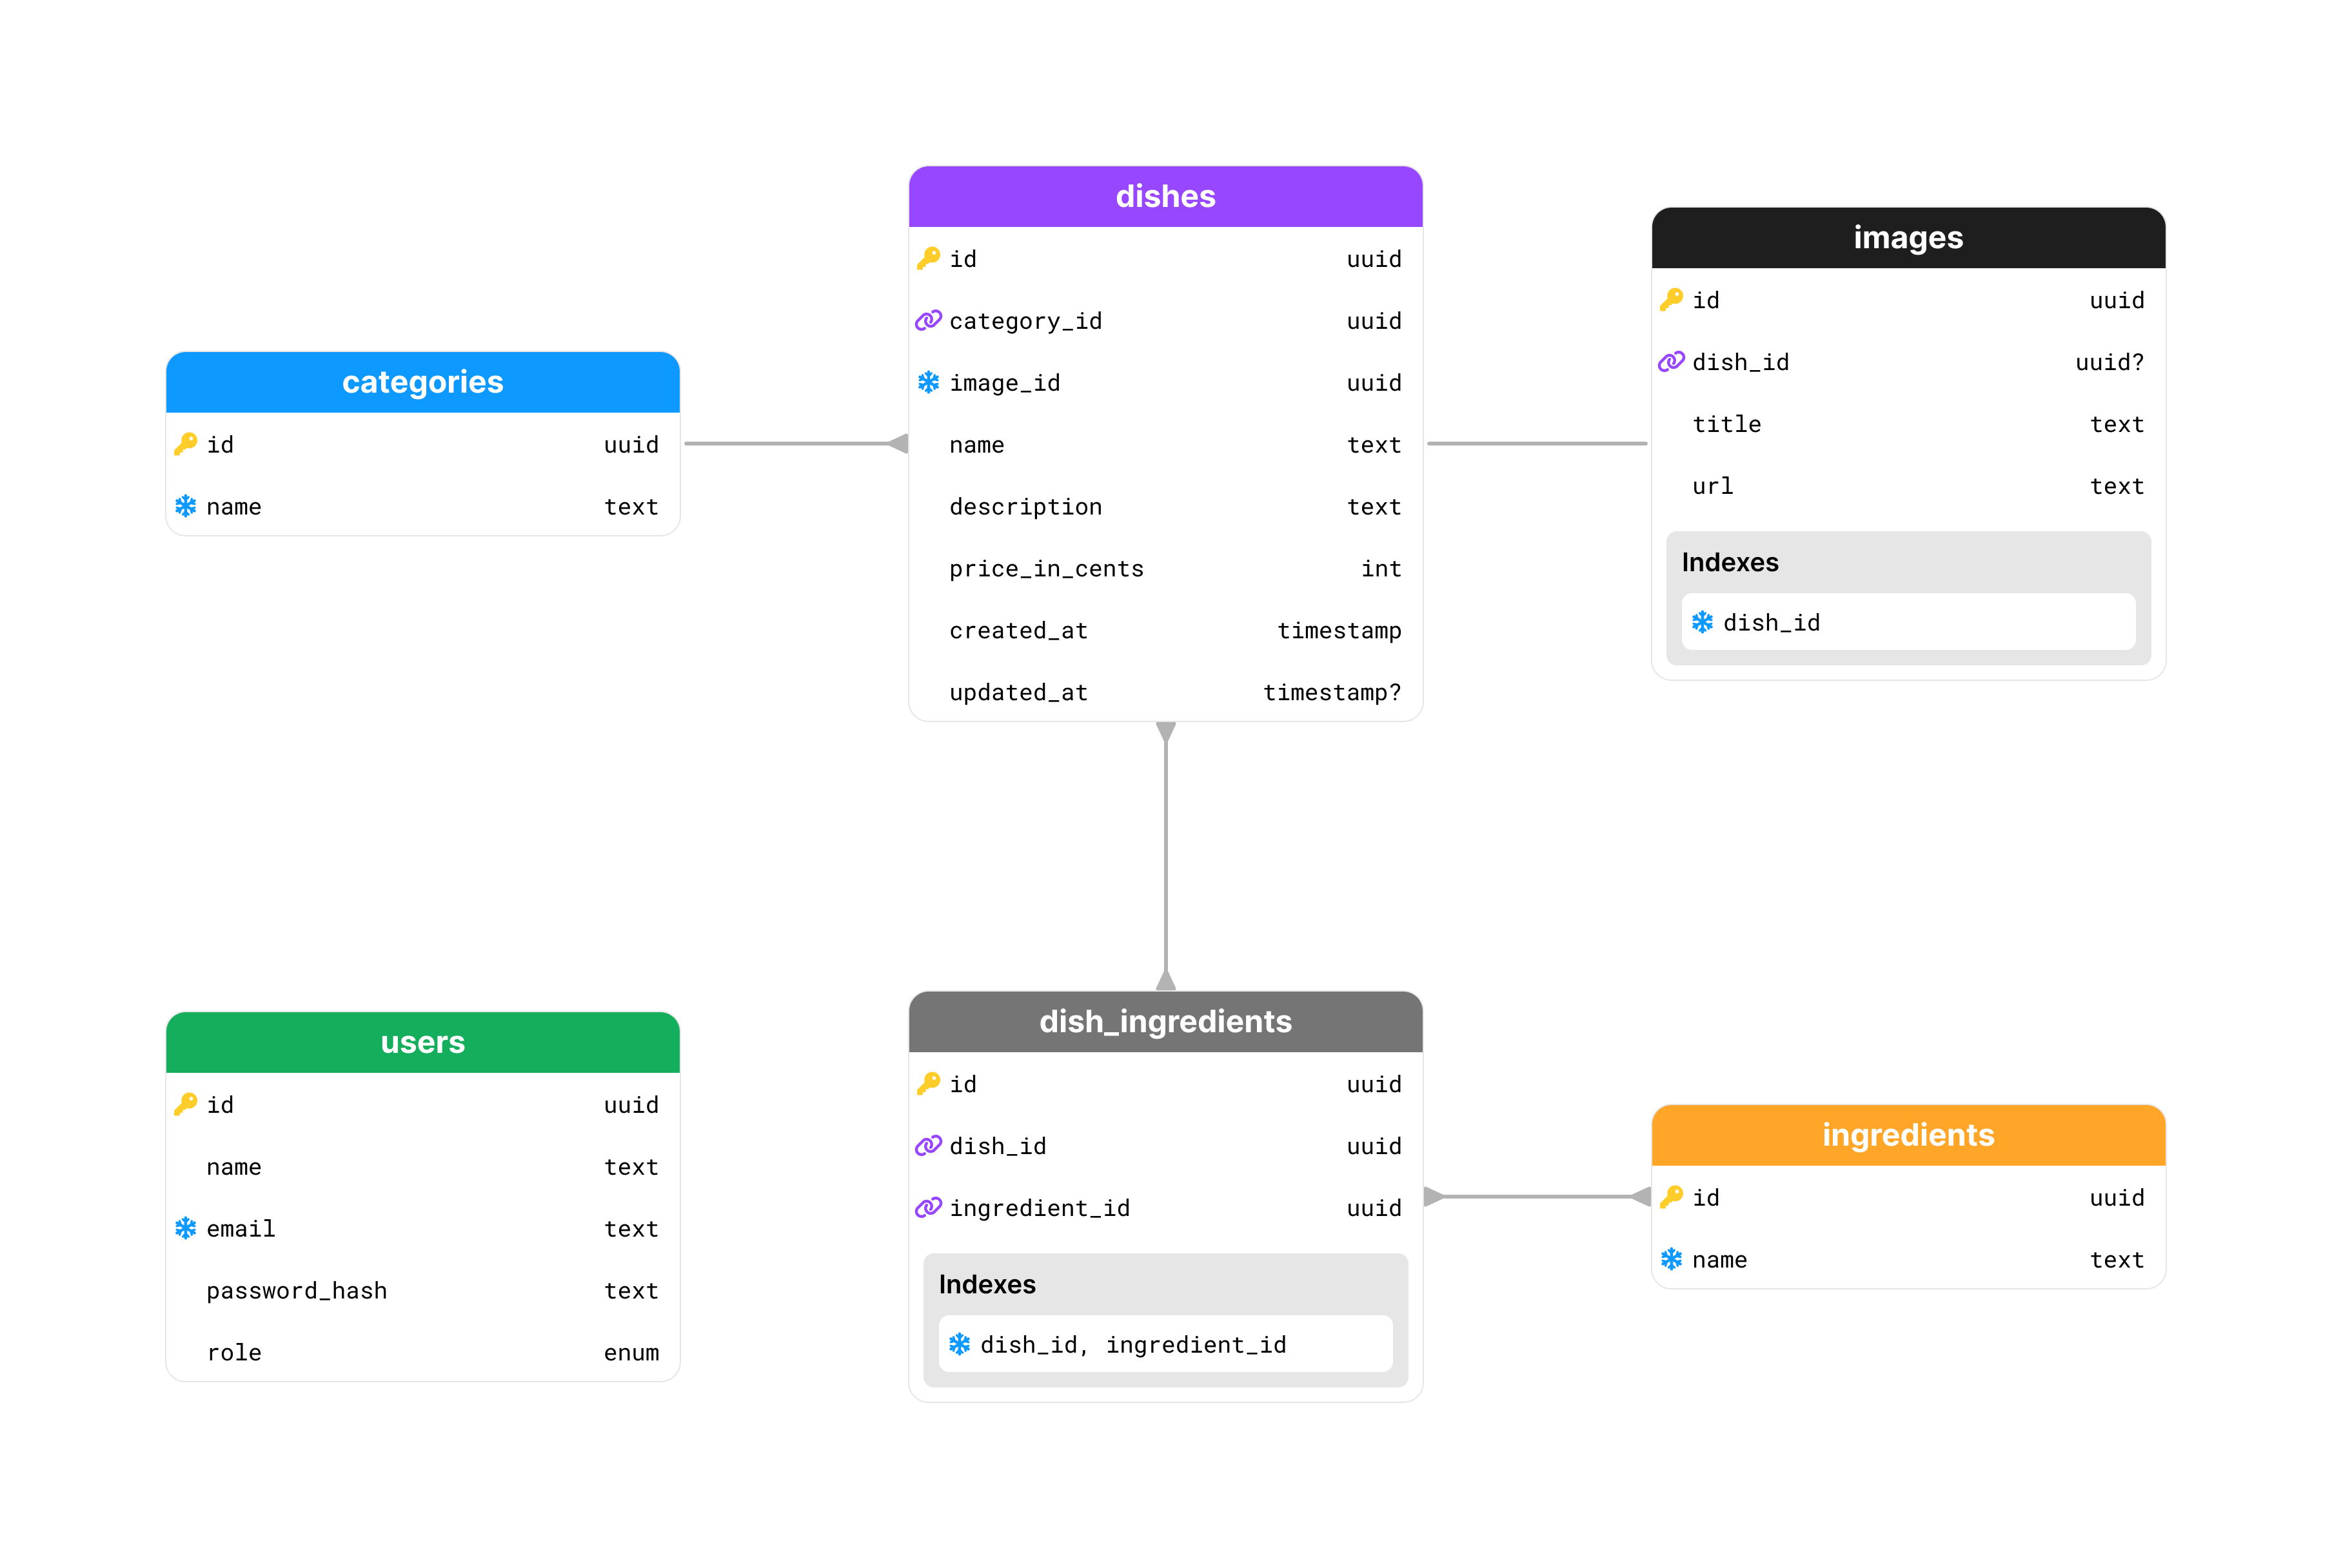 categories
id uuid
name text
dishes
id uuid
category_id uuid
image_id uuid
name text
description text
price_in_cents int
created_at timestamp
updated_at timestamp?
images
id uuid
dish_id uuid?
title text
url text
Indexes
dish_id
users
id uuid
name text
email text
password_hash text
role enum
dish_ingredients
id uuid
dish_id uuid
ingredient_id uuid
Indexes
dish_id, ingredient_id
ingredients
id uuid
name text